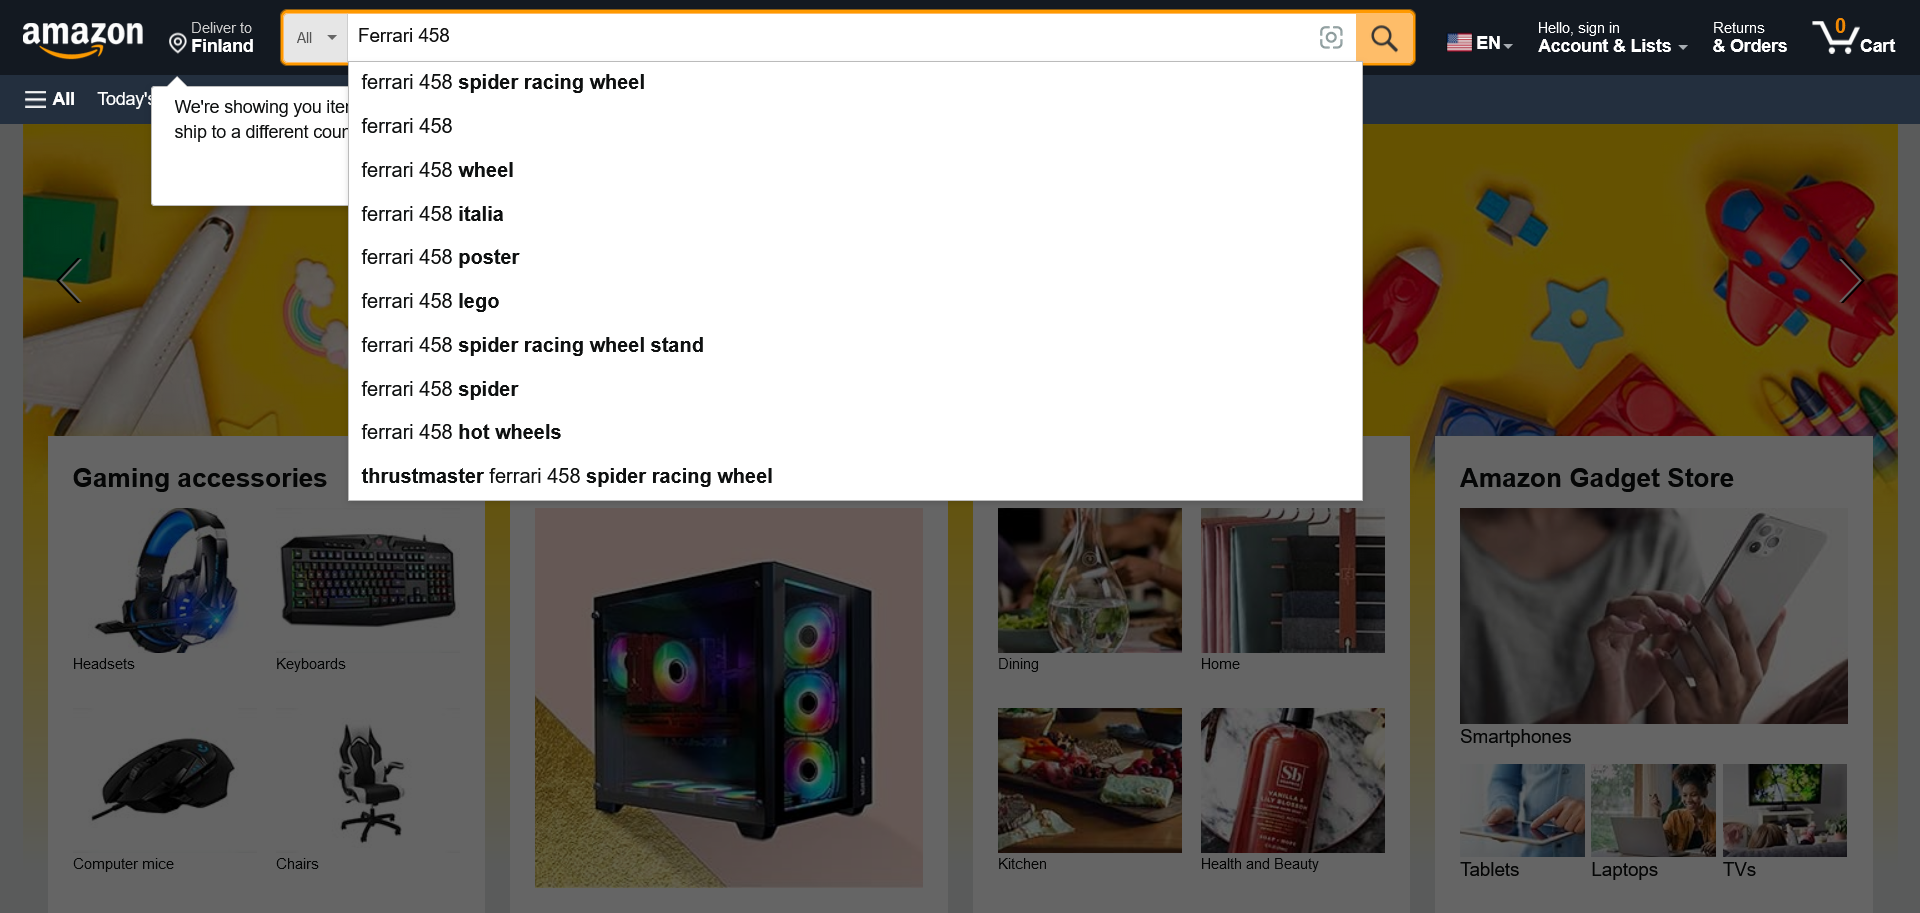 amazon
Deliver to
Finland
All
Ferrari 458
EN
Hello, sign in
Account & Lists
Returns
& Orders
0
Cart
All
Today's
We're showing you
ship to a different
ferrari 458 spider racing wheel
ferrari 458
ferrari 458 wheel
ferrari 458 italia
ferrari 458 poster
ferrari 458 lego
ferrari 458 spider racing wheel stand
ferrari 458 spider
ferrari 458 hot wheels
thrustmaster ferrari 458 spider racing wheel
Gaming accessories
Headsets
Keyboards
Computer mice
Chairs
Dining
Home
Kitchen
Health and Beauty
Sb
VANILLA &
LILY BLOSSOM
Amazon Gadget Store
Smartphones
Tablets
Laptops
TVs